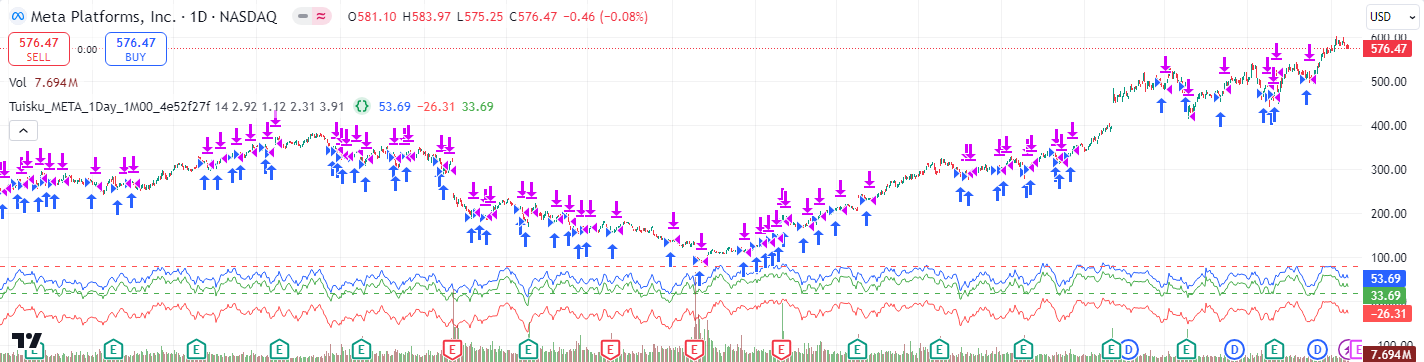 Meta Platforms, Inc. · 1D · NASDAQ O581.10 H583.97 L575.25 C576.47 −0.46 (−0.08%)
USD
576.47 SELL
0.00
576.47 BUY
Vol 7.694M
Tuisku_META_1Day_1M00_4e52f27f 14 2.92 1.12 2.31 3.91 {} 53.69 −26.31 33.69
600.00
576.47
500.00
400.00
300.00
200.00
100.00
53.69
33.69
−26.31
7.694M
E E E E E E E E E E E E E E D E D E D E